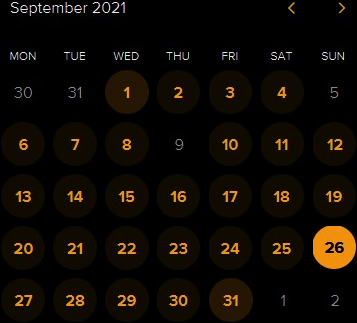 September 2021
MON TUE WED THU FRI SAT SUN
30 31 1 2 3 4 5
6 7 8 9 10 11 12
13 14 15 16 17 18 19
20 21 22 23 24 25 26
27 28 29 30 31 1 2